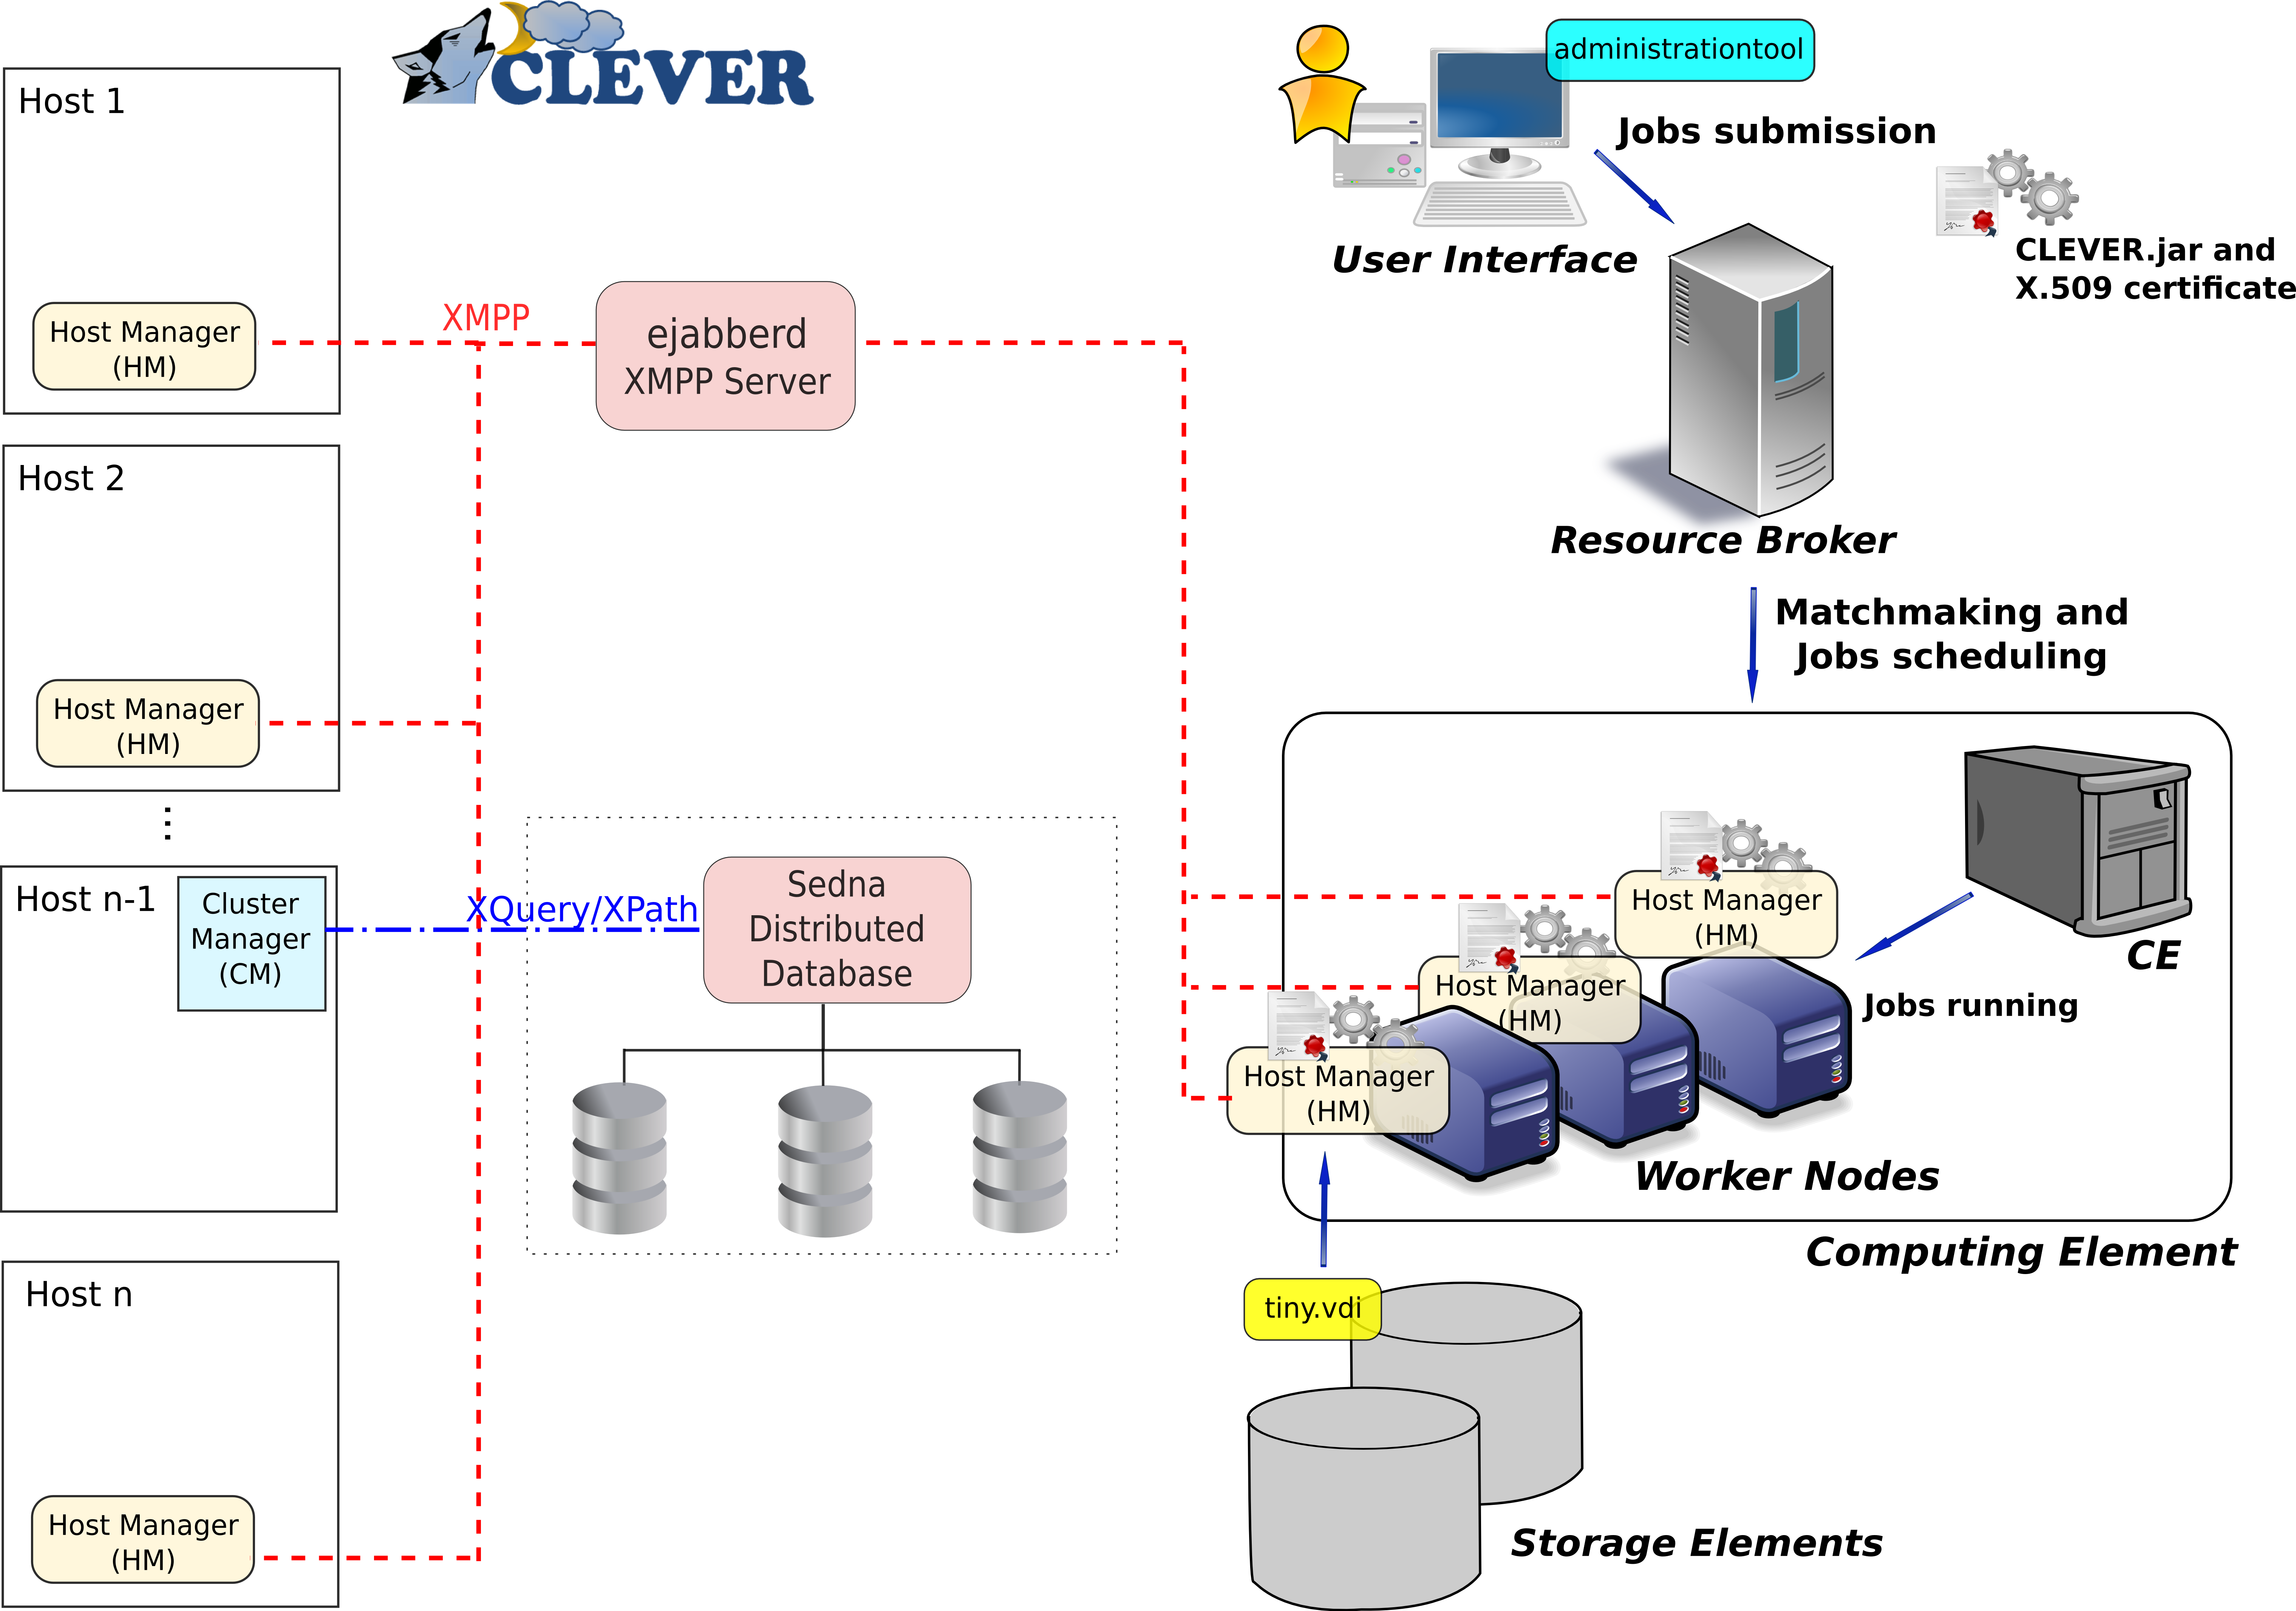 CLEVER
Host 1
Host Manager
(HM)
XMPP
ejabberd
XMPP Server
Host 2
Host Manager
(HM)
...
Host n-1
Cluster
Manager
(CM)
XQuery/XPath
Sedna
Distributed
Database
Host n
Host Manager
(HM)
administrationtool
Jobs submission
User Interface
CLEVER.jar and
X.509 certificate
Resource Broker
Matchmaking and
Jobs scheduling
Host Manager
(HM)
CE
Host Manager
(HM)
Jobs running
Host Manager
(HM)
Worker Nodes
Computing Element
tiny.vdi
Storage Elements